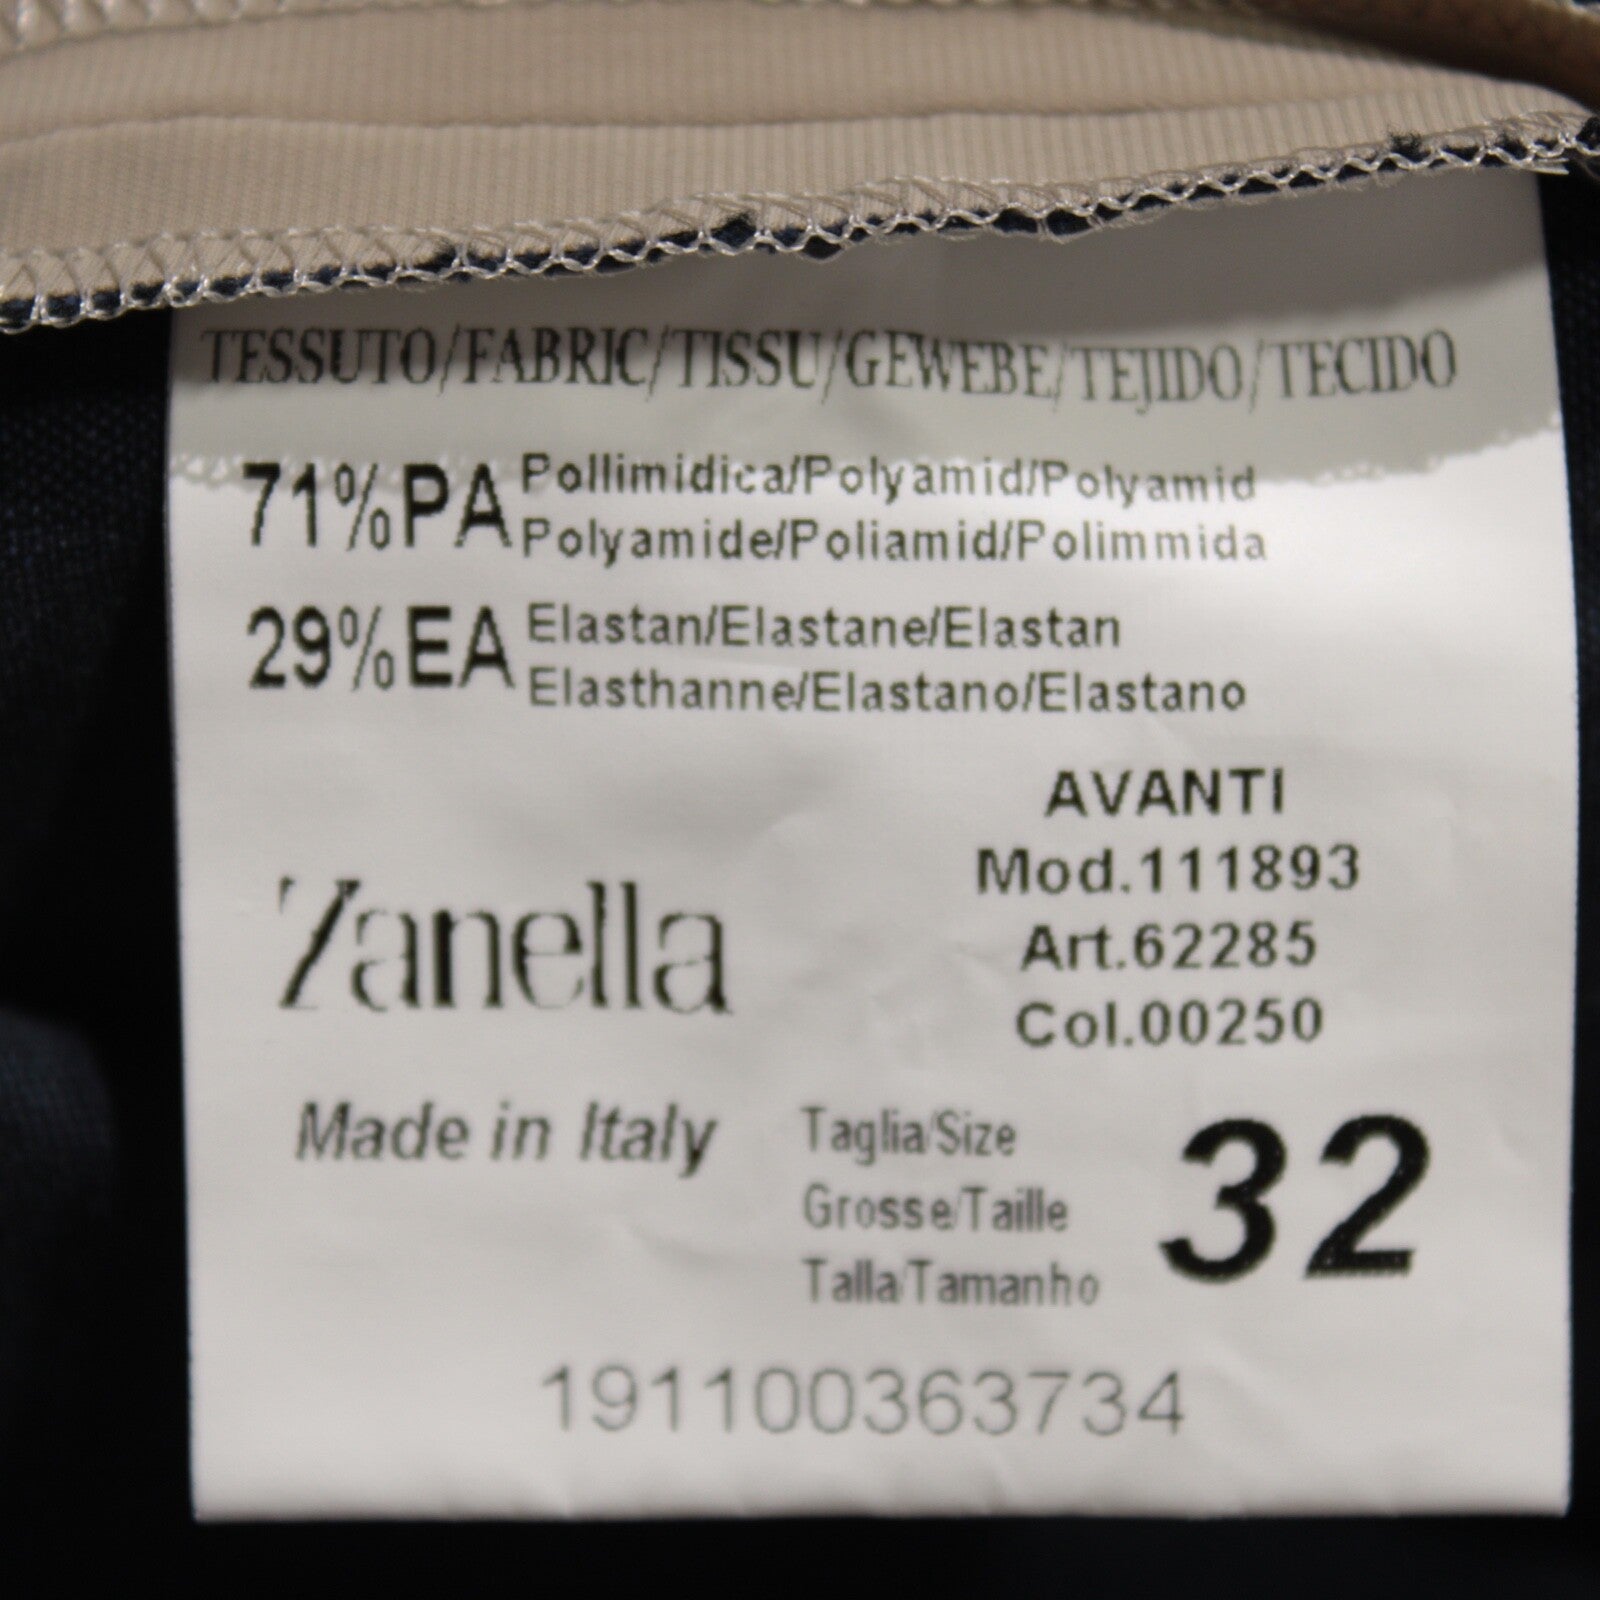 TESSUTO/FABRIC/TISSU/GEWEBE/TEJIDO/TECIDO
71%PA Pollimidica/Polyamid/Polyamid
Polyamide/Poliamid/Polimmida
29%EA Elastan/Elastane/Elastan
Elasthanne/Elastano/Elastano
AVANTI
Mod.111893
Art.62285
Col.00250
Zanella
Made in Italy
Taglia/Size
Grosse/Taille
Talla/Tamanho
32
191100363734